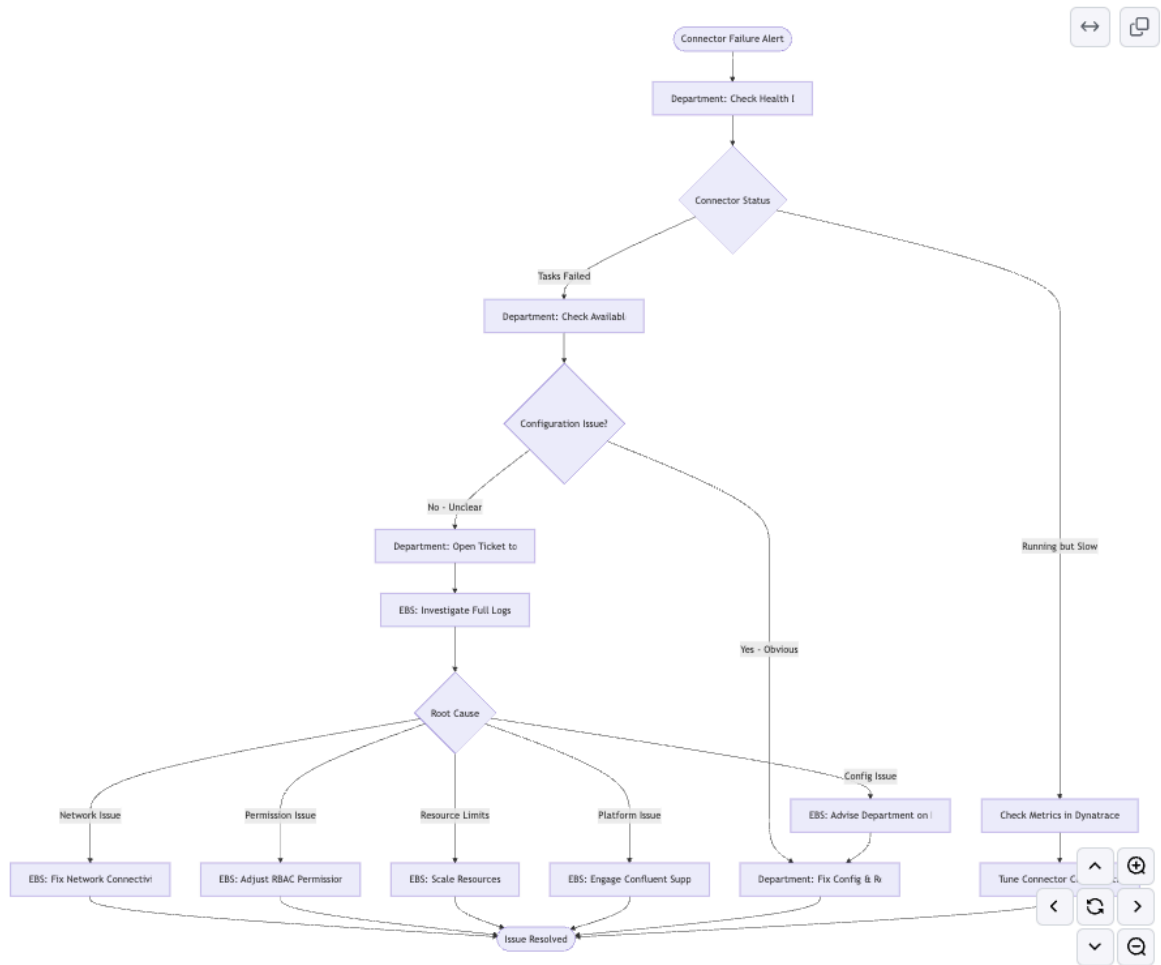 Connector Failure Alert
Department: Check Health
Connector Status
Tasks Failed
Department: Check Availabl
Configuration Issue?
No - Unclear
Department: Open Ticket to
Running but Slow
EBS: Investigate Full Logs
Yes - Obvious
Root Cause
Config Issue
Network Issue
Permission Issue
Resource Limits
Platform Issue
EBS: Advise Department on
Check Metrics in Dynatrace
EBS: Fix Network Connectivi
EBS: Adjust RBAC Permission
EBS: Scale Resources
EBS: Engage Confluent Supp
Department: Fix Config & Re
Tune Connector
Issue Resolved